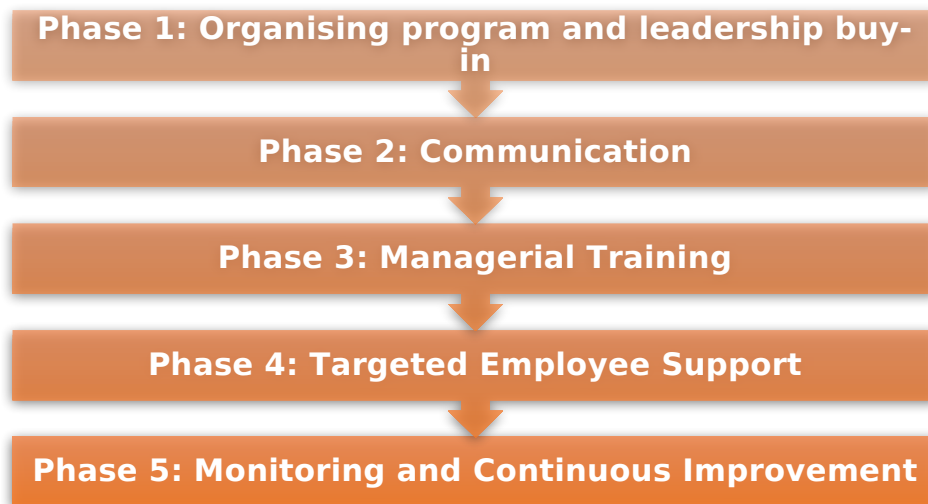 Phase 1: Organising program and leadership buy-
in
Phase 2: Communication
Phase 3: Managerial Training
Phase 4: Targeted Employee Support
Phase 5: Monitoring and Continuous Improvement